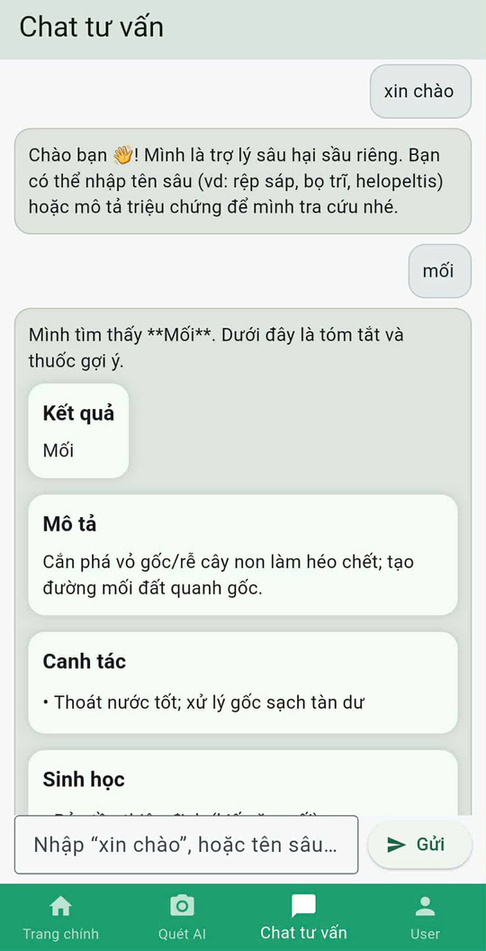 Chat tư vấn
xin chào
Chào bạn 👋! Mình là trợ lý sâu hại sầu riêng. Bạn
có thể nhập tên sâu (vd: rệp sáp, bọ trĩ, helopeltis)
hoặc mô tả triệu chứng để mình tra cứu nhé.
mối
Mình tìm thấy **Mối**. Dưới đây là tóm tắt và
thuốc gợi ý.
Kết quả
Mối
Mô tả
Cắn phá vỏ gốc/rễ cây non làm héo chết; tạo
đường mối đất quanh gốc.
Canh tác
• Thoát nước tốt; xử lý gốc sạch tàn dư
Sinh học
Nhập “xin chào”, hoặc tên sâu...
Gửi
Trang chính
Quét AI
Chat tư vấn
User